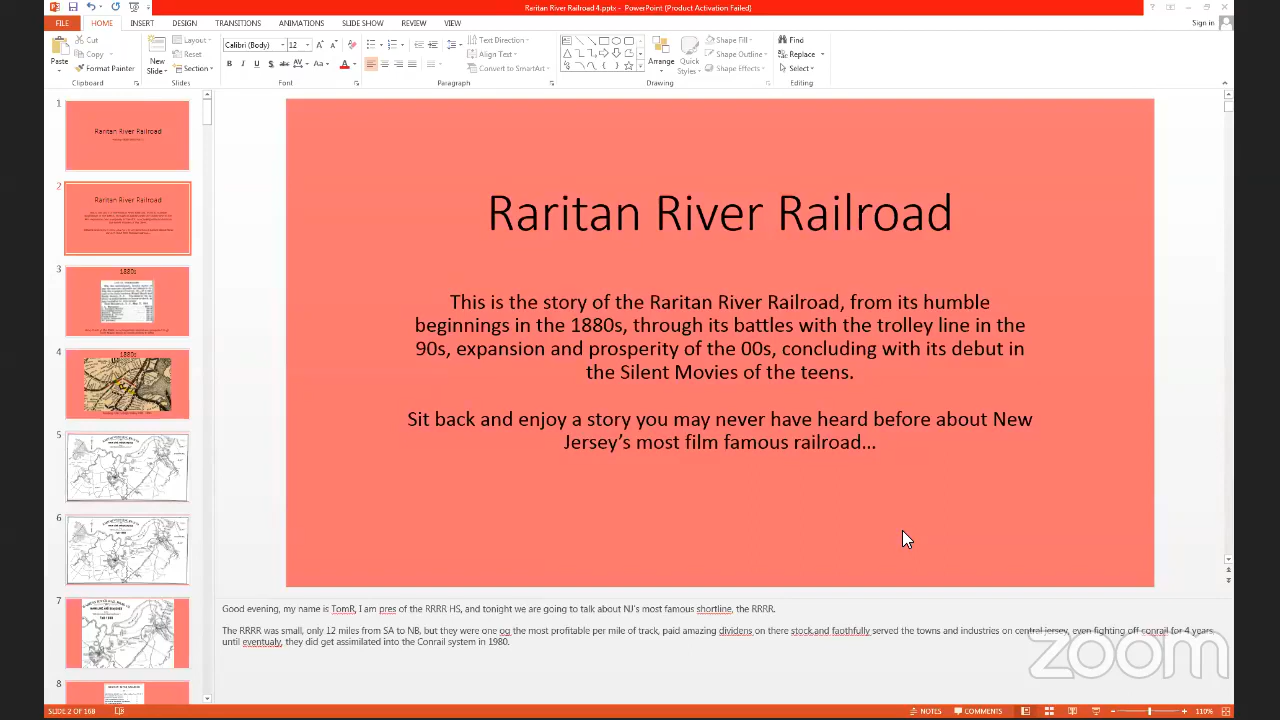 Raritan River Railroad 4.pptx - PowerPoint (Product Activation Failed)
FILE HOME INSERT DESIGN TRANSITIONS ANIMATIONS SLIDE SHOW REVIEW VIEW
Sign in
Paste
Cut
Copy
Format Painter
Clipboard
New
Slide
Layout
Reset
Section
Slides
Calibri (Body) 12
Font
Text Direction
Align Text
Convert to SmartArt
Paragraph
Arrange
Quick
Styles
Shape Fill
Shape Outline
Shape Effects
Drawing
Find
Replace
Select
Editing
1
Raritan River Railroad
2
Raritan River Railroad
3
1880s
4
1880s
5
6
7
8
Raritan River Railroad
This is the story of the Raritan River Railroad, from its humble
beginnings in the 1880s, through its battles with the trolley line in the
90s, expansion and prosperity of the 00s, concluding with its debut in
the Silent Movies of the teens.
Sit back and enjoy a story you may never have heard before about New
Jersey’s most film famous railroad...
Good evening, my name is TomR, I am pres of the RRRR HS, and tonight we are going to talk about NJ's most famous shortline, the RRRR.
The RRRR was small, only 12 miles from SA to NB, but they were one og the most profitable per mile of track, paid amazing dividens on there stock,and faothfully served the towns and industries on central jersey, even fighting off conrail for 4 years,
until eventualy, they did get assimilated into the Conrail system in 1980.
zoom
SLIDE 2 OF 168
NOTES
COMMENTS
110%